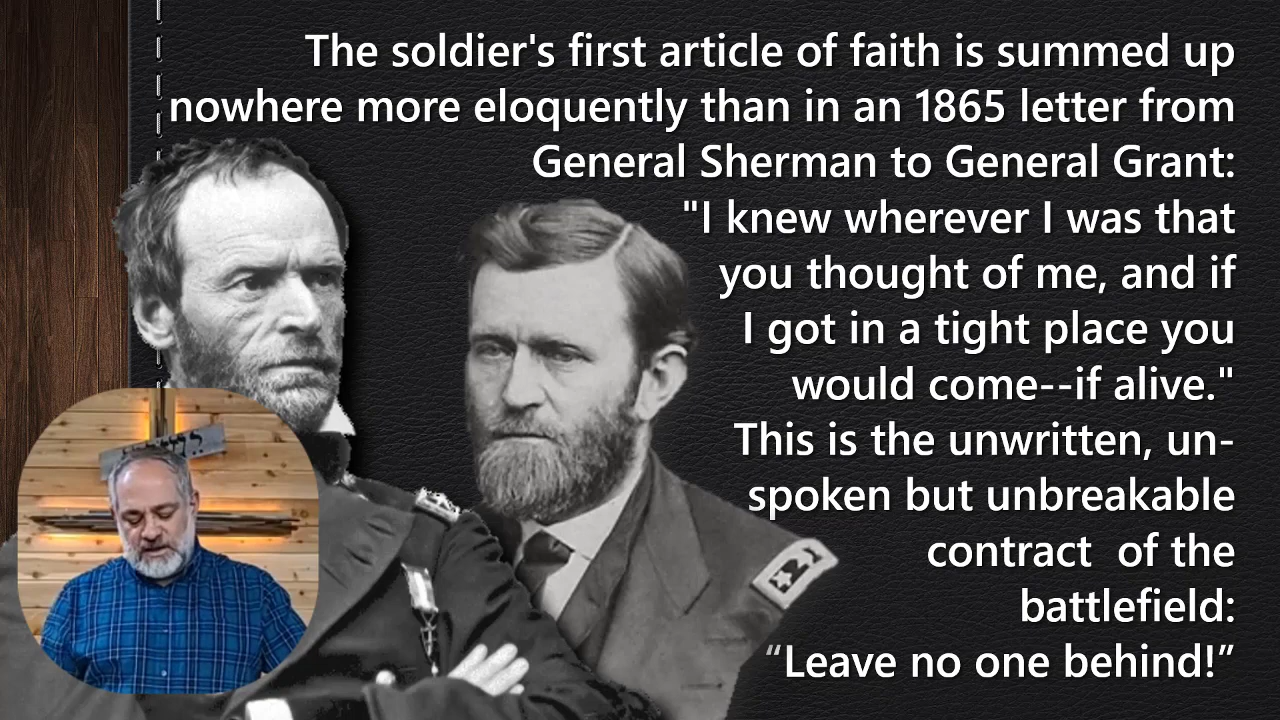 The soldier's first article of faith is summed up
nowhere more eloquently than in an 1865 letter from
General Sherman to General Grant:
"I knew wherever I was that
you thought of me, and if
I got in a tight place you
would come--if alive."
This is the unwritten, un-
spoken but unbreakable
contract  of the
battlefield:
“Leave no one behind!”